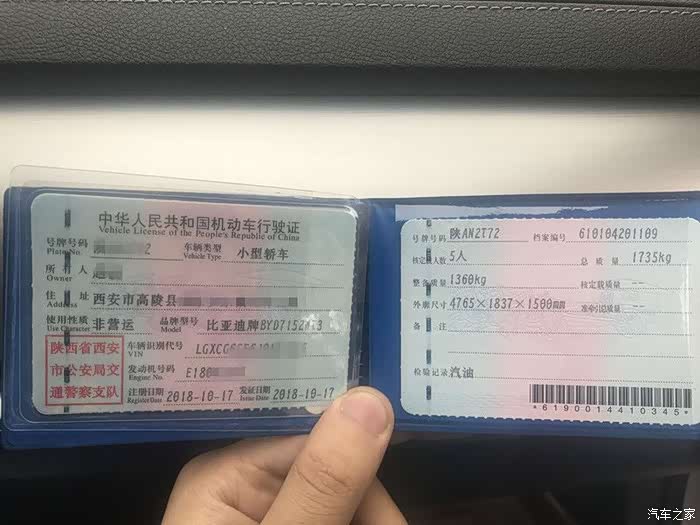 中华人民共和国机动车行驶证
Vehicle License of the People's Republic of China
号牌号码 2 车辆类型 小型轿车
Plate No. Vehicle Type
所有人
Owner
住址 西安市高陵县
Address
使用性质 非营运 品牌型号 比亚迪牌BYD7152
Use Character Model
陕西省西安
市公安局交
通警察支队
车辆识别代号
VIN LGXC
发动机号码 E180
Engine No.
注册日期 2018-10-17 发证日期 2018-10-17
Register Date Issue Date
号牌号码 陕AN2T72 档案编号 610104201109
核定载人数 5人 总质量 1735kg
整备质量 1360kg 核定载质量 --
外廓尺寸 4765×1837×1500mm 准牵引总质量 --
备注
检验记录 汽油
*6190014410345*
汽车之家